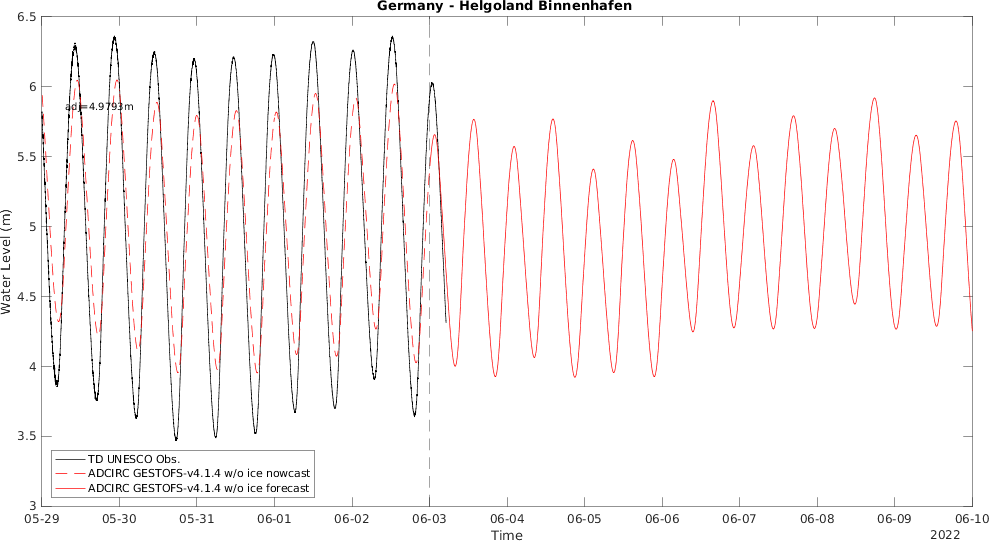 Germany - Helgoland Binnenhafen
6.5
6
5.5
5
4.5
4
3.5
3
Water Level (m)
adj=4.9793m
TD UNESCO Obs.
ADCIRC GESTOFS-v4.1.4 w/o ice nowcast
ADCIRC GESTOFS-v4.1.4 w/o ice forecast
05-29 05-30 05-31 06-01 06-02 06-03 06-04 06-05 06-06 06-07 06-08 06-09 06-10
Time
2022